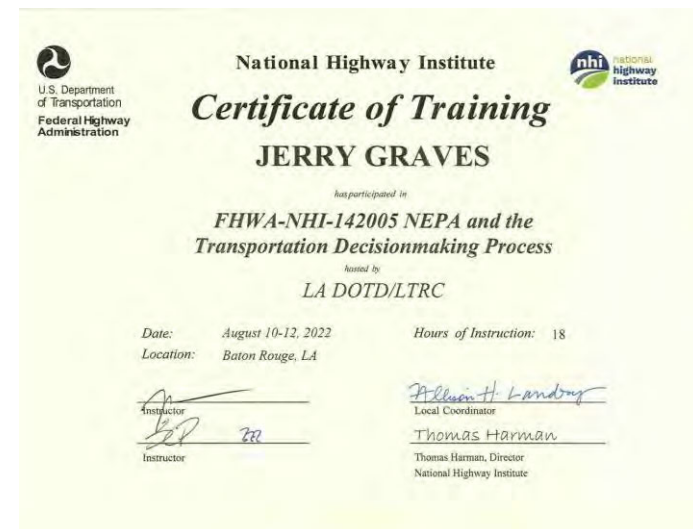 U.S. Department
of Transportation
Federal Highway
Administration
National Highway Institute
nhi national
highway
institute
Certificate of Training
JERRY GRAVES
has participated in
FHWA-NHI-142005 NEPA and the
Transportation Decisionmaking Process
hosted by
LA DOTD/LTRC
Date: August 10-12, 2022
Hours of Instruction: 18
Location: Baton Rouge, LA
Instructor
Allison H. Landry
Local Coordinator
Thomas Harman
Instructor
Thomas Harman, Director
National Highway Institute